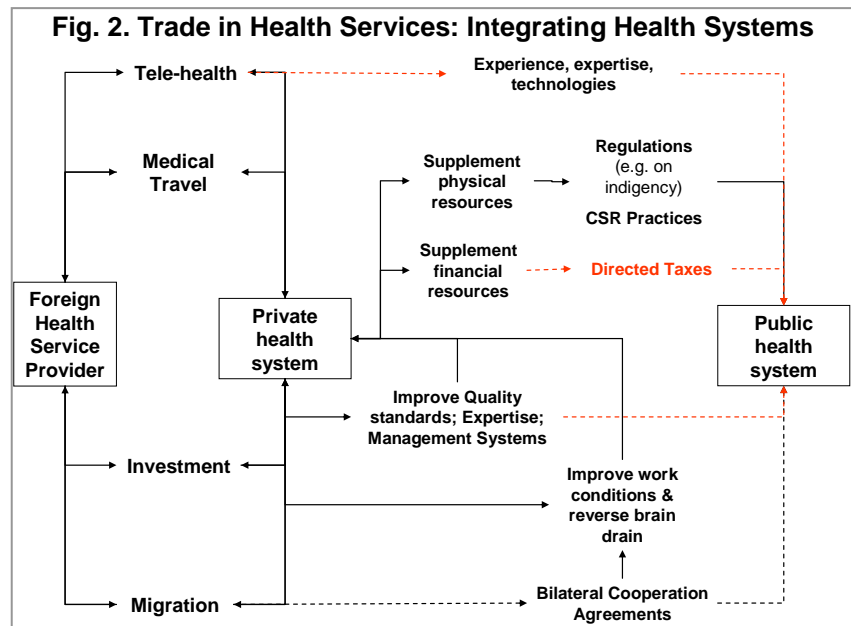 Fig. 2. Trade in Health Services: Integrating Health Systems
Tele-health
Experience, expertise,
technologies
Medical
Travel
Supplement
physical
resources
Regulations
(e.g. on
indigency)
CSR Practices
Supplement
financial
resources
Directed Taxes
Foreign
Health
Service
Provider
Private
health
system
Public
health
system
Improve Quality
standards; Expertise;
Management Systems
Investment
Improve work
conditions &
reverse brain
drain
Migration
Bilateral Cooperation
Agreements